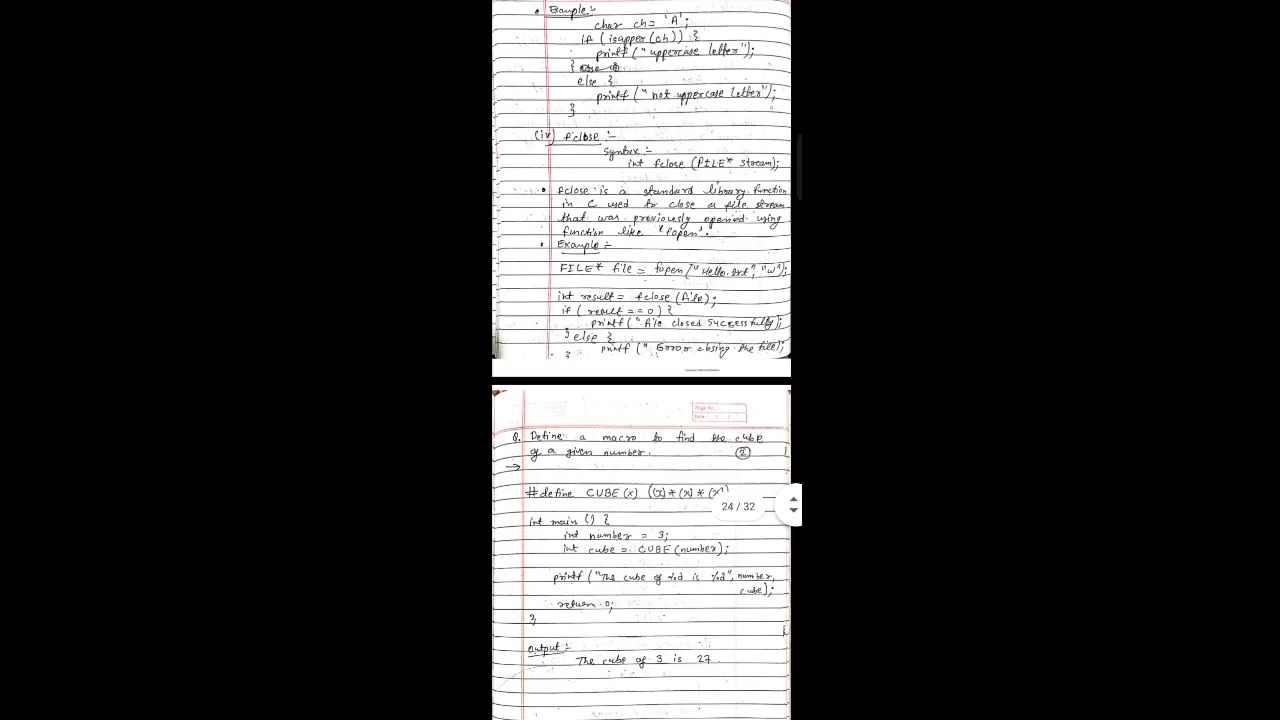 Example :-
char ch = 'A';
if (isupper(ch)) {
printf ("uppercase letter");
}
else {
printf (" not uppercase letter");
}
(iv) fclose :-
Syntax :-
int fclose (FILE* stream);
fclose is a standard library function
in C used to close a file stream
that was previously openied using
function like 'fopen'.
Example :-
FILE* file = fopen ("Hello.txt", "w");
int result = fclose (file);
if ( result == 0) {
printf (" file closed successfully);
} else {
printf (" Error closing the file);
}
Page No.
Date: / /
Q. Define a macro to find the cube
of a given number. 2
→
#define CUBE (x) ((x) * (x) * (x))
24 / 32
int main () {
int number = 3;
int cube = CUBE (number);
printf ("The cube of %d is %d", number,
cube);
return 0;
}
Output :-
The cube of 3 is 27